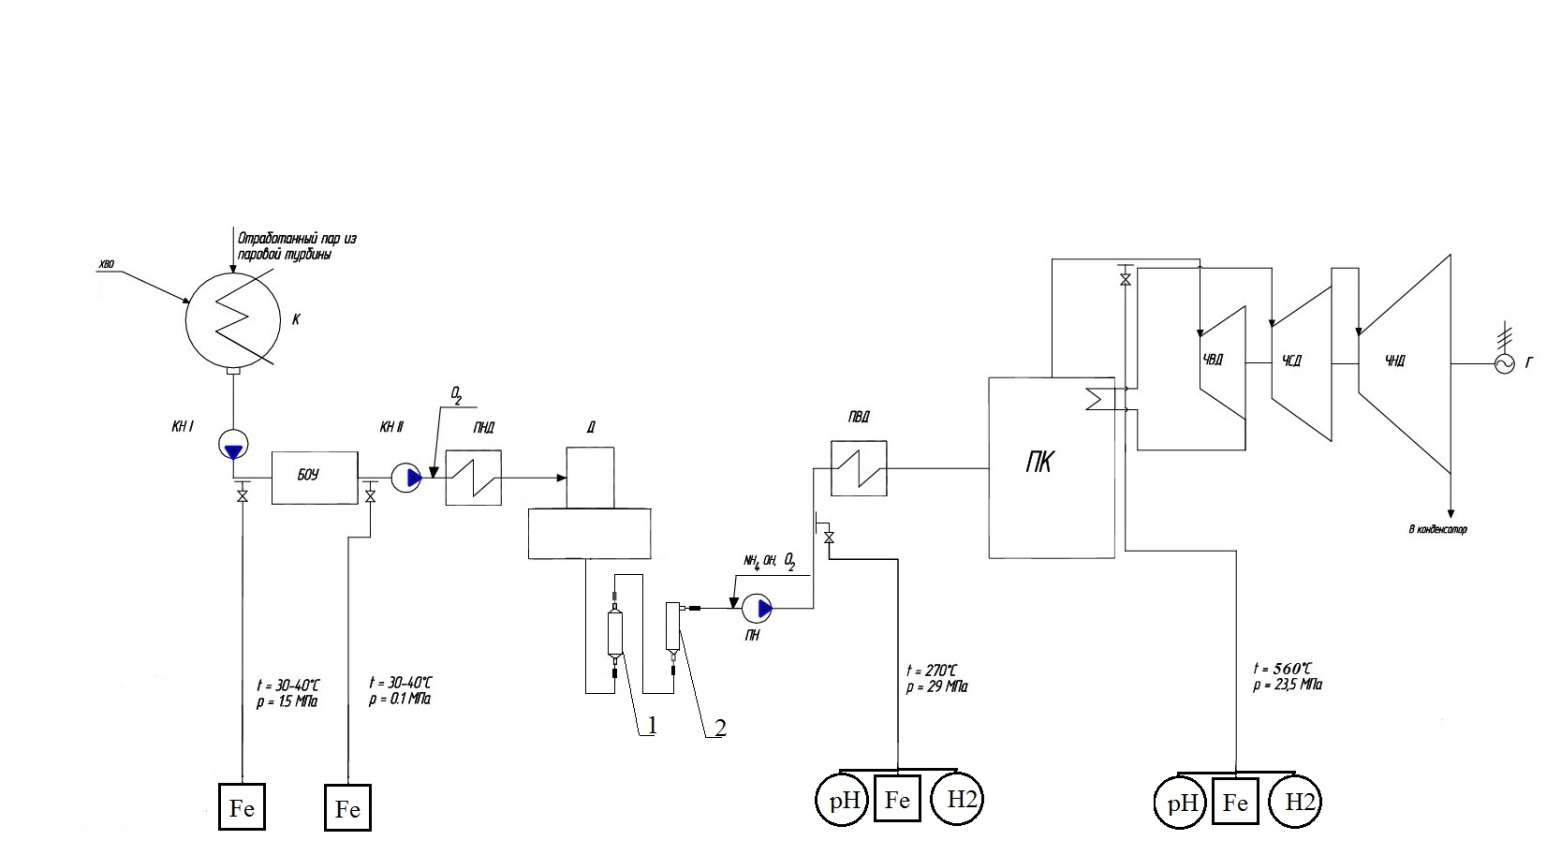 Отработанный пар из
паровой турбины
ХВО
К
КН I
БОУ
КН II
O2
ПНД
Д
ПВД
ПК
ЧВД
ЧСД
ЧНД
Г
В конденсатор
NH4 OH, O2
ПН
1
2
t = 30-40°C
p = 1.5 МПа
t = 30-40°C
p = 0.1 МПа
t = 270°C
p = 29 МПа
t = 560°C
p = 23,5 МПа
Fe
Fe
pH
Fe
H2
pH
Fe
H2